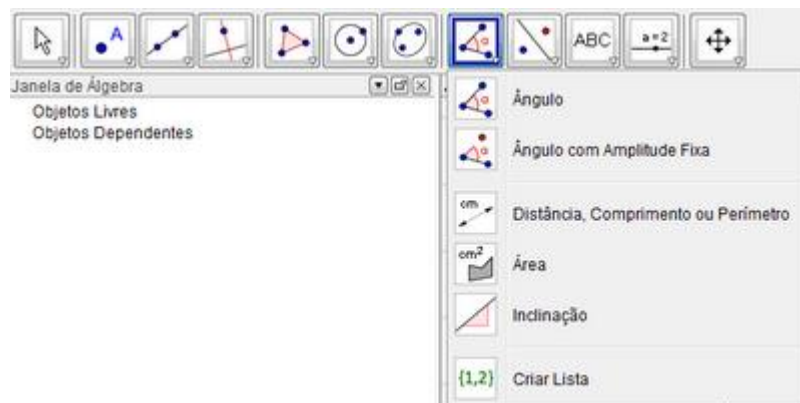 A
ABC
a=2
Janela de Álgebra
Objetos Livres
Objetos Dependentes
Ângulo
Ângulo com Amplitude Fixa
cm
Distância, Comprimento ou Perímetro
cm²
Área
Inclinação
{1,2}
Criar Lista